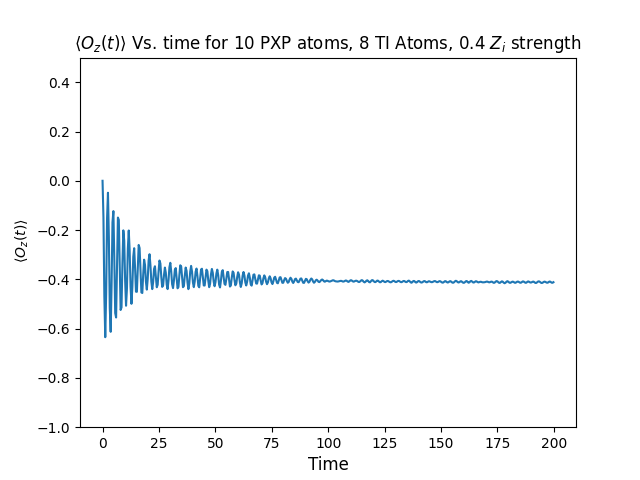 ⟨O_z(t)⟩ Vs. time for 10 PXP atoms, 8 TI Atoms, 0.4 Z_i strength
0.4
0.2
0.0
−0.2
−0.4
−0.6
−0.8
−1.0
⟨O_z(t)⟩
0 25 50 75 100 125 150 175 200
Time